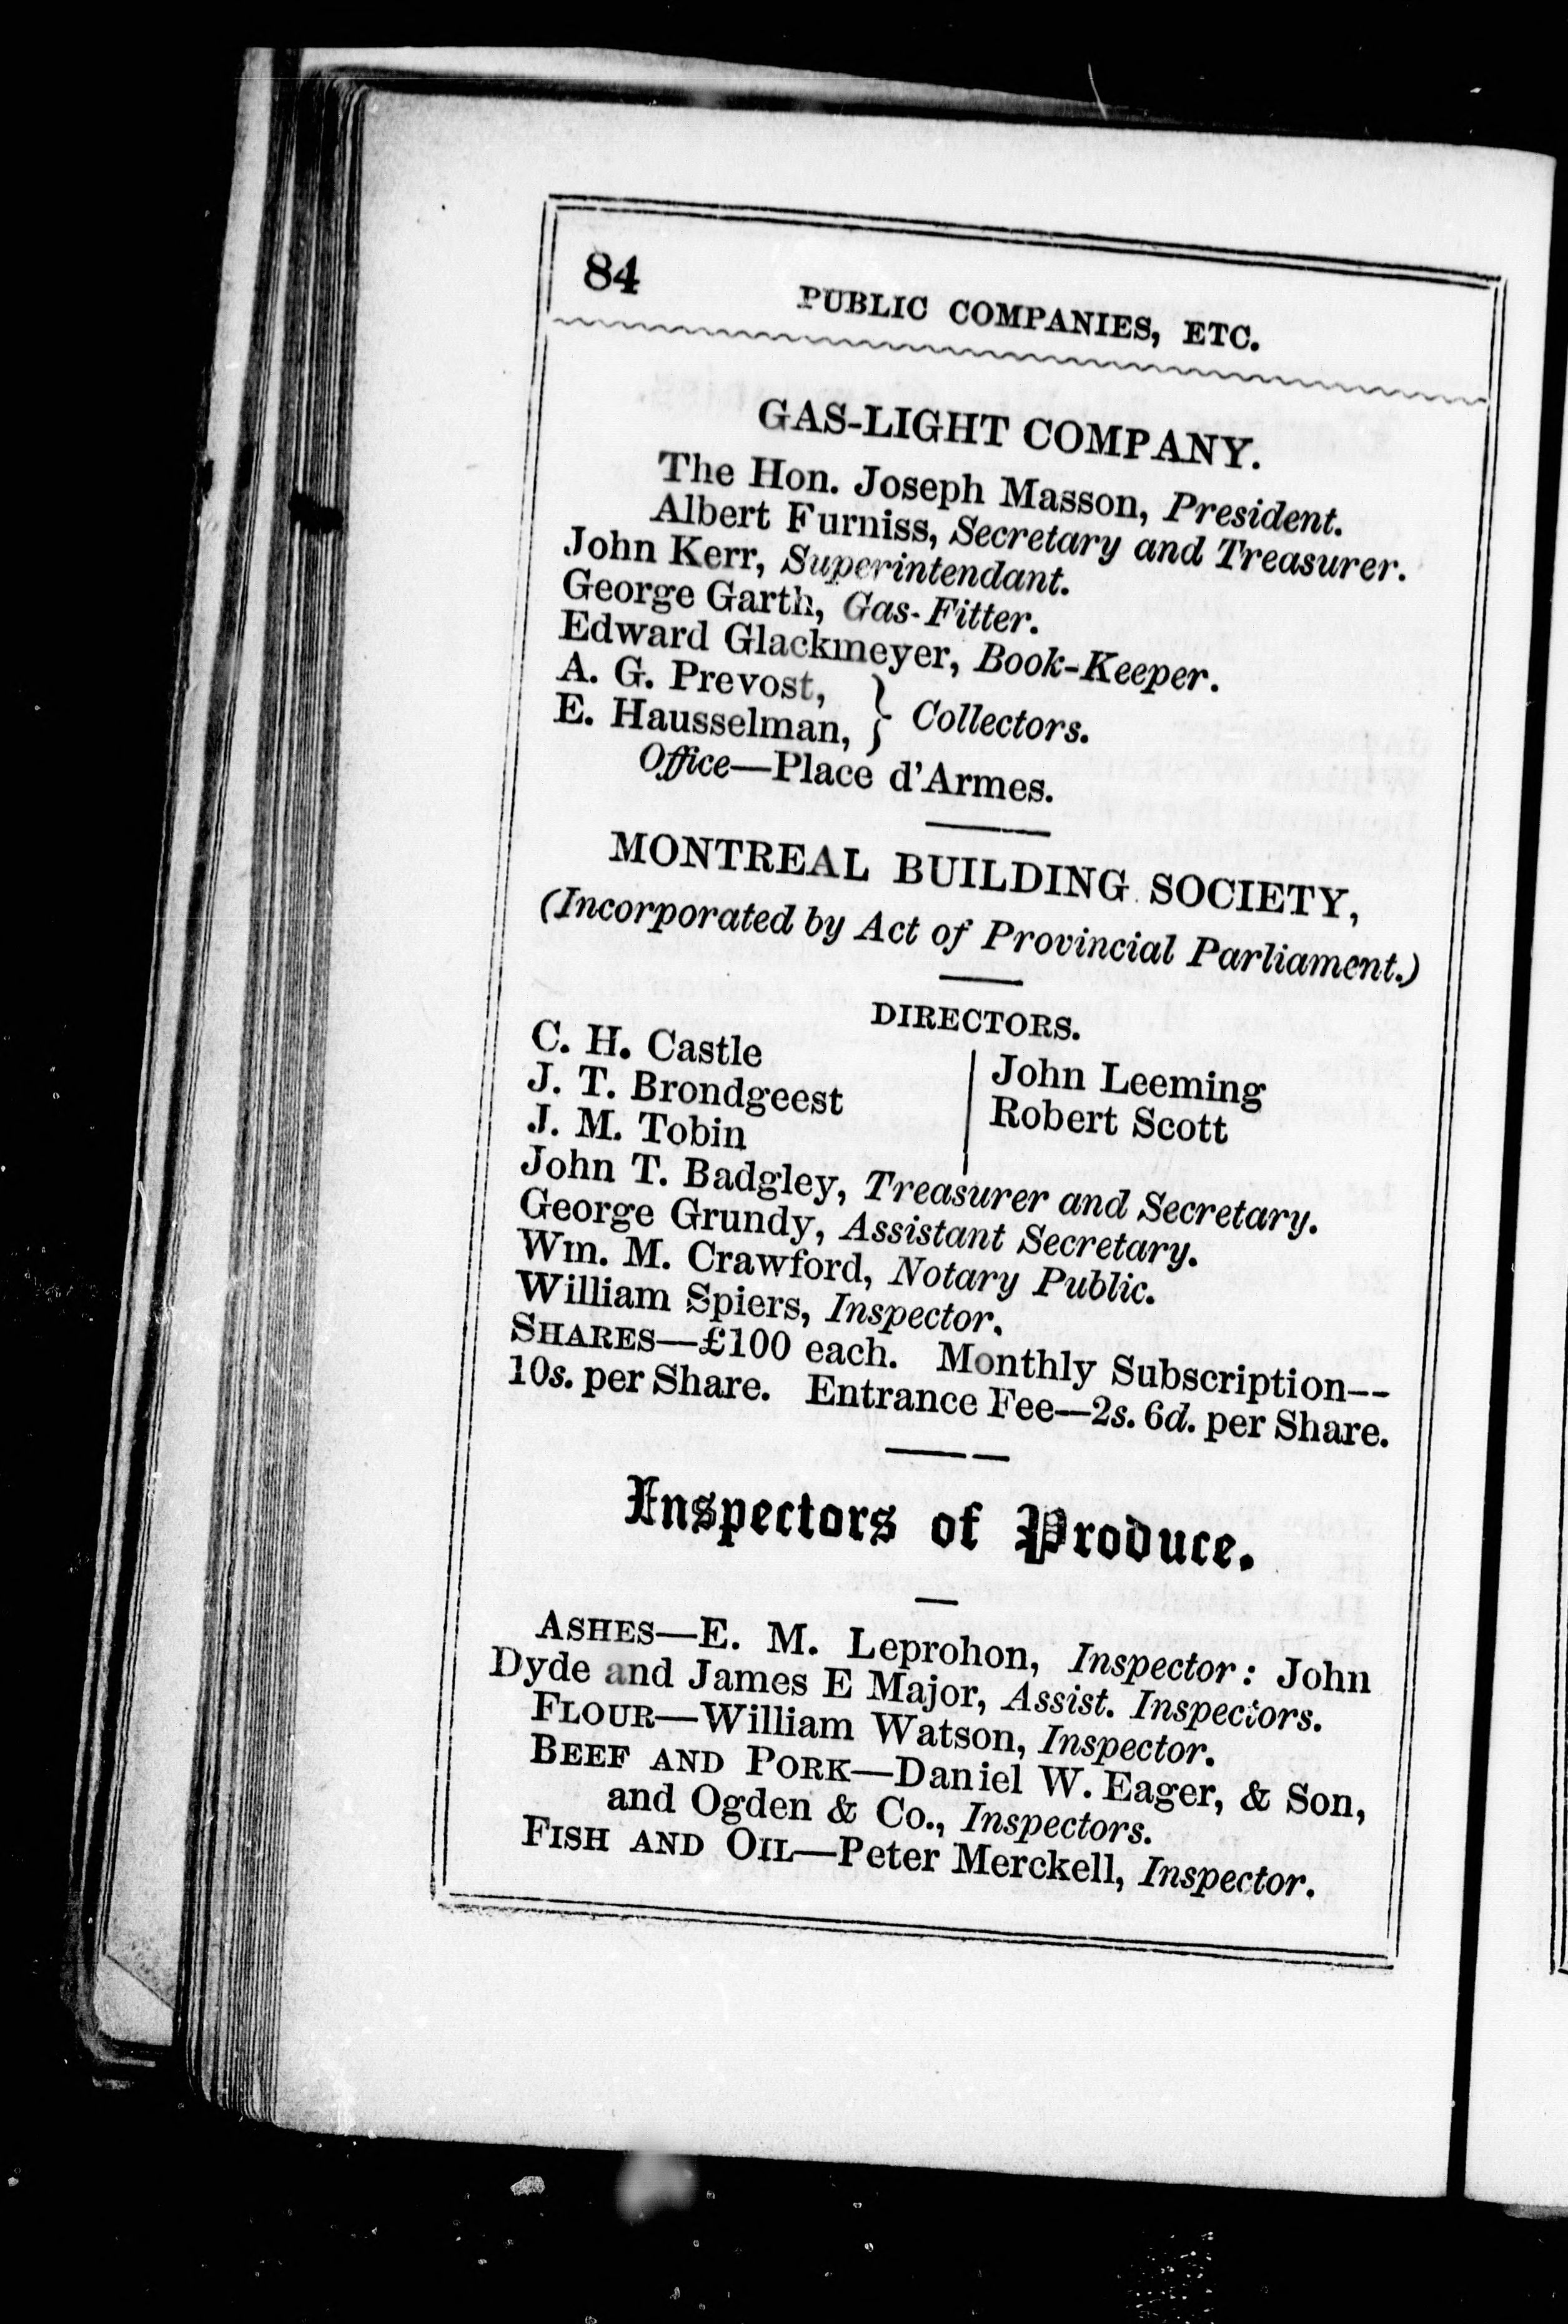 84
PUBLIC COMPANIES, ETC.
GAS-LIGHT COMPANY.
The Hon. Joseph Masson, President.
Albert Furniss, Secretary and Treasurer.
John Kerr, Superintendant.
George Garth, Gas-Fitter.
Edward Glackmeyer, Book-Keeper.
A. G. Prevost,
E. Hausselman, } Collectors.
Office—Place d'Armes.
MONTREAL BUILDING SOCIETY,
(Incorporated by Act of Provincial Parliament.)
DIRECTORS.
C. H. Castle
J. T. Brondgeest
J. M. Tobin
John Leeming
Robert Scott
John T. Badgley, Treasurer and Secretary.
George Grundy, Assistant Secretary.
Wm. M. Crawford, Notary Public.
William Spiers, Inspector.
SHARES—£100 each. Monthly Subscription—
10s. per Share. Entrance Fee—2s. 6d. per Share.
Inspectors of Produce.
ASHES—E. M. Leprohon, Inspector: John
Dyde and James E Major, Assist. Inspectors.
FLOUR—William Watson, Inspector.
BEEF AND PORK—Daniel W. Eager, & Son,
and Ogden & Co., Inspectors.
FISH AND OIL—Peter Merckell, Inspector.